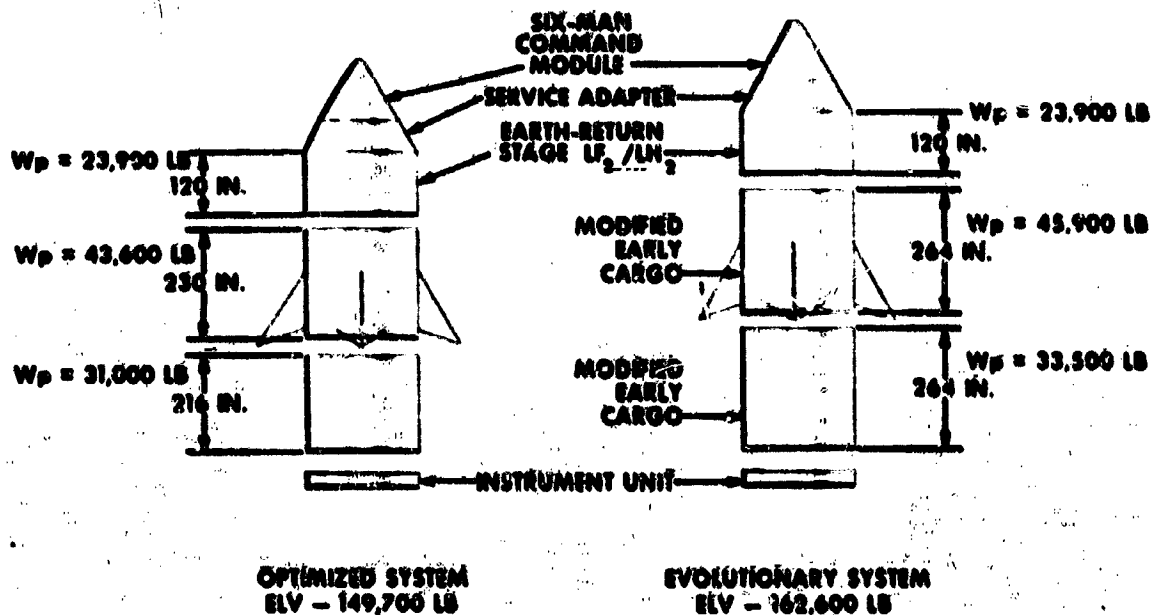 SIX-MAN
COMMAND
MODULE
SERVICE ADAPTER
EARTH-RETURN
STAGE LF2/LH2
Wp = 23,900 LB
120 IN.
Wp = 43,600 LB
230 IN.
Wp = 31,000 LB
216 IN.
Wp = 23,900 LB
120 IN.
MODIFIED
EARLY
CARGO
Wp = 45,900 LB
264 IN.
MODIFIED
EARLY
CARGO
Wp = 33,500 LB
264 IN.
INSTRUMENT UNIT
OPTIMIZED SYSTEM
ELV - 149,700 LB
EVOLUTIONARY SYSTEM
ELV - 162,600 LB